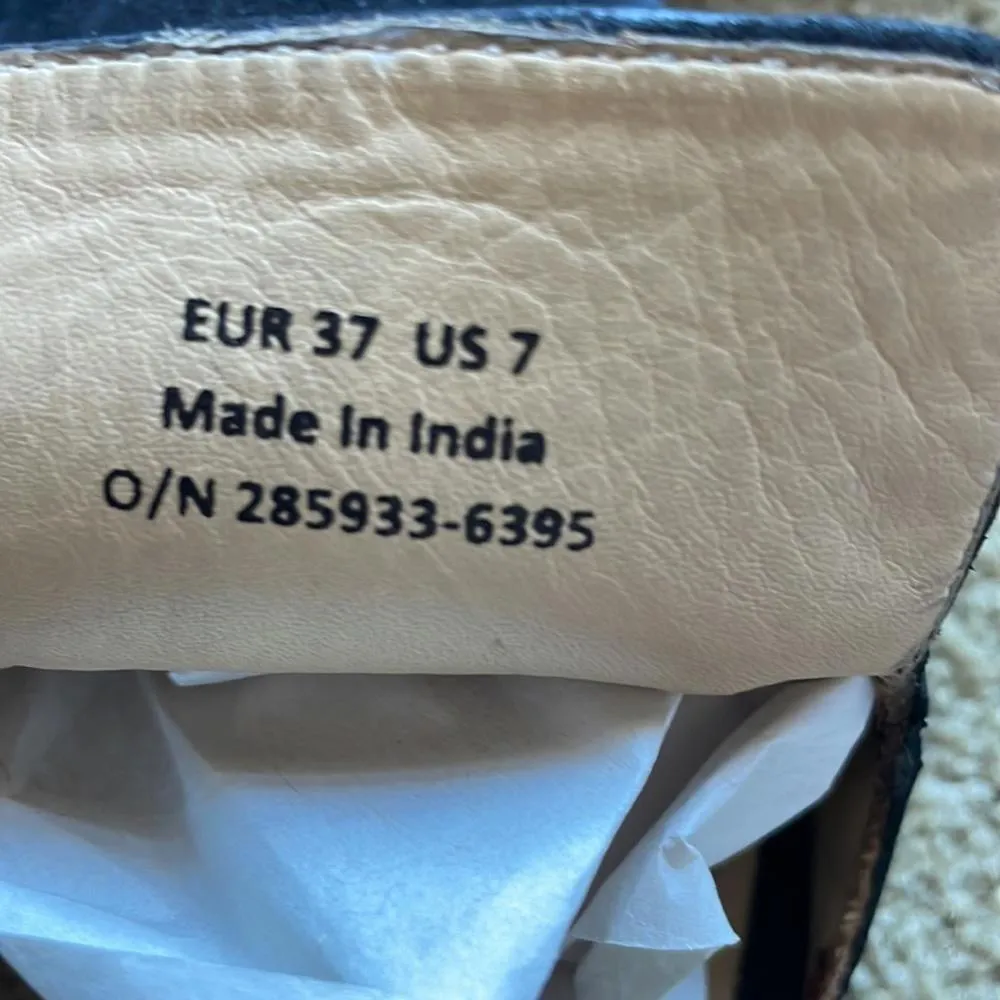 EUR 37 US 7
Made In India
O/N 285933-6395